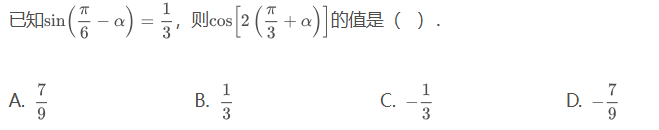 已知sin(π/6 − α) = 1/3，则cos[2(π/3 + α)]的值是（ ）.
A. 7/9 B. 1/3 C. −1/3 D. −7/9